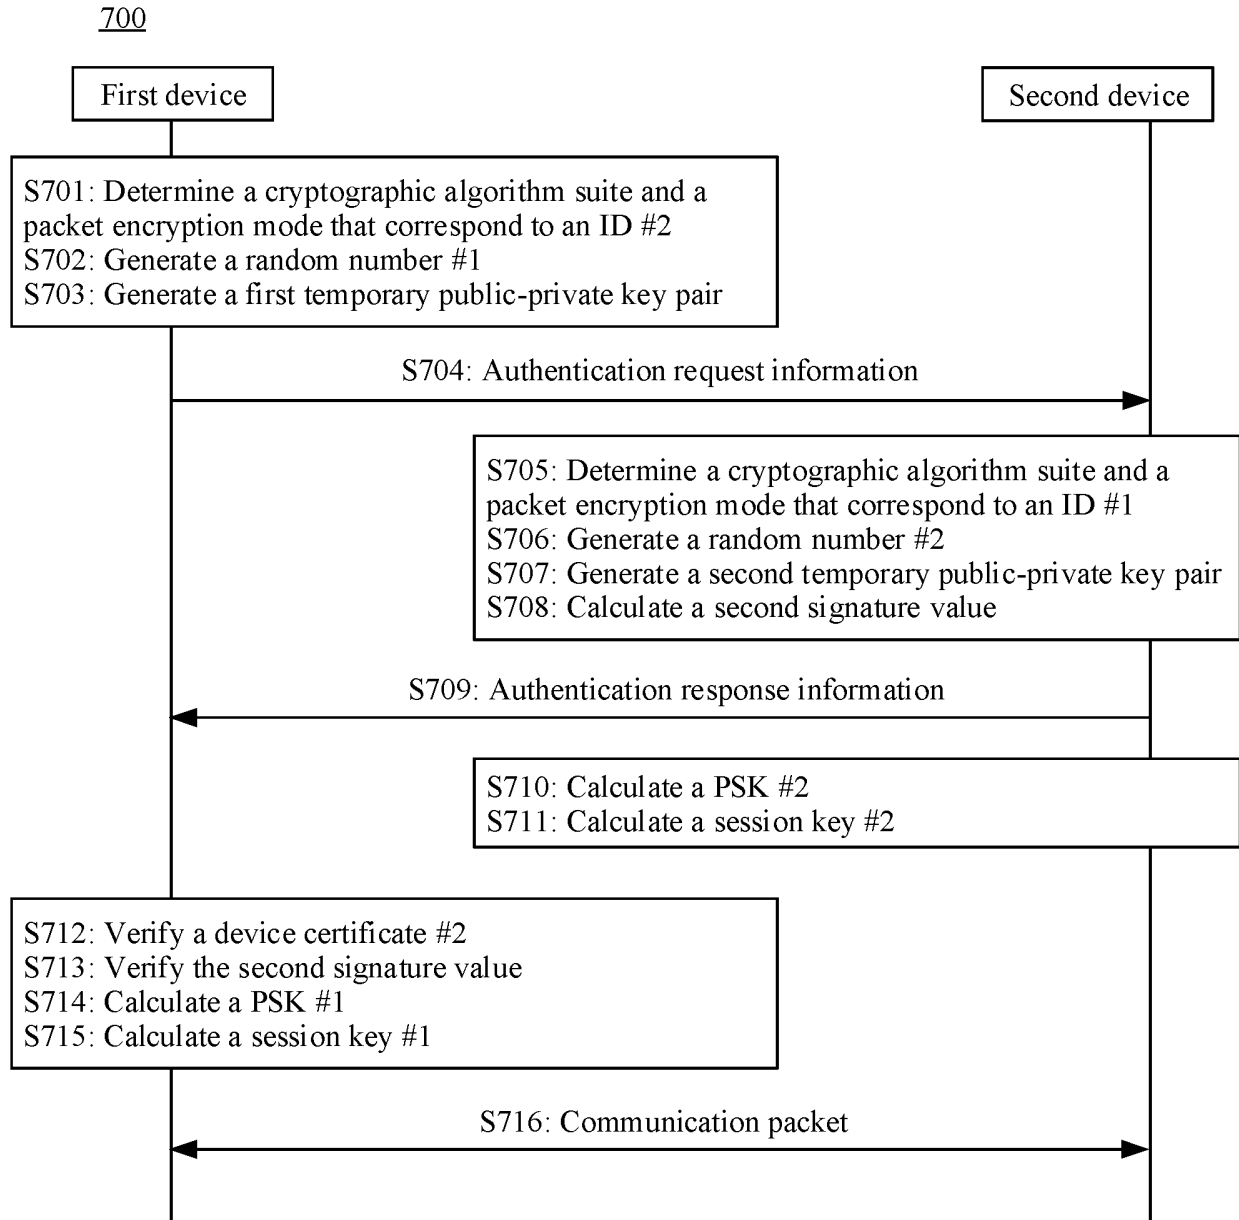 700
First device
Second device
S701: Determine a cryptographic algorithm suite and a
packet encryption mode that correspond to an ID #2
S702: Generate a random number #1
S703: Generate a first temporary public-private key pair
S704: Authentication request information
S705: Determine a cryptographic algorithm suite and a
packet encryption mode that correspond to an ID #1
S706: Generate a random number #2
S707: Generate a second temporary public-private key pair
S708: Calculate a second signature value
S709: Authentication response information
S710: Calculate a PSK #2
S711: Calculate a session key #2
S712: Verify a device certificate #2
S713: Verify the second signature value
S714: Calculate a PSK #1
S715: Calculate a session key #1
S716: Communication packet